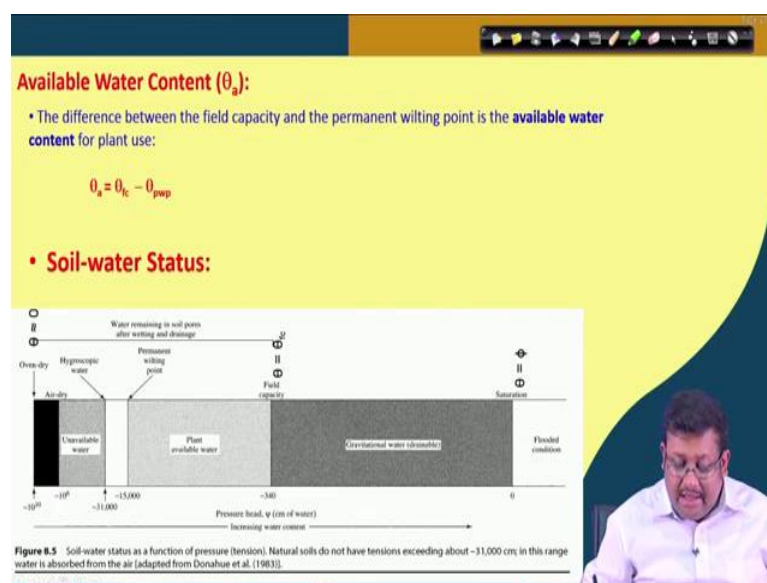 Available Water Content (θa):
• The difference between the field capacity and the permanent wilting point is the available water
content for plant use:
θa = θfc − θpwp
• Soil-water Status:
θ ≈ 0
Water remaining in soil pores
after wetting and drainage
θ = θfc
θ = ϕ
Oven-dry
Hygroscopic
water
Permanent
wilting
point
Air-dry
Field
capacity
Saturation
Unavailable
water
Plant
available water
Gravitational water (drainable)
Flooded
condition
−10¹⁰
−10⁶
−31,000
−15,000
−340
0
Pressure head, ψ (cm of water)
Increasing water content
Figure 8.5 Soil-water status as a function of pressure (tension). Natural soils do not have tensions exceeding about −31,000 cm; in this range
water is absorbed from the air [adapted from Donahue et al. (1983)].